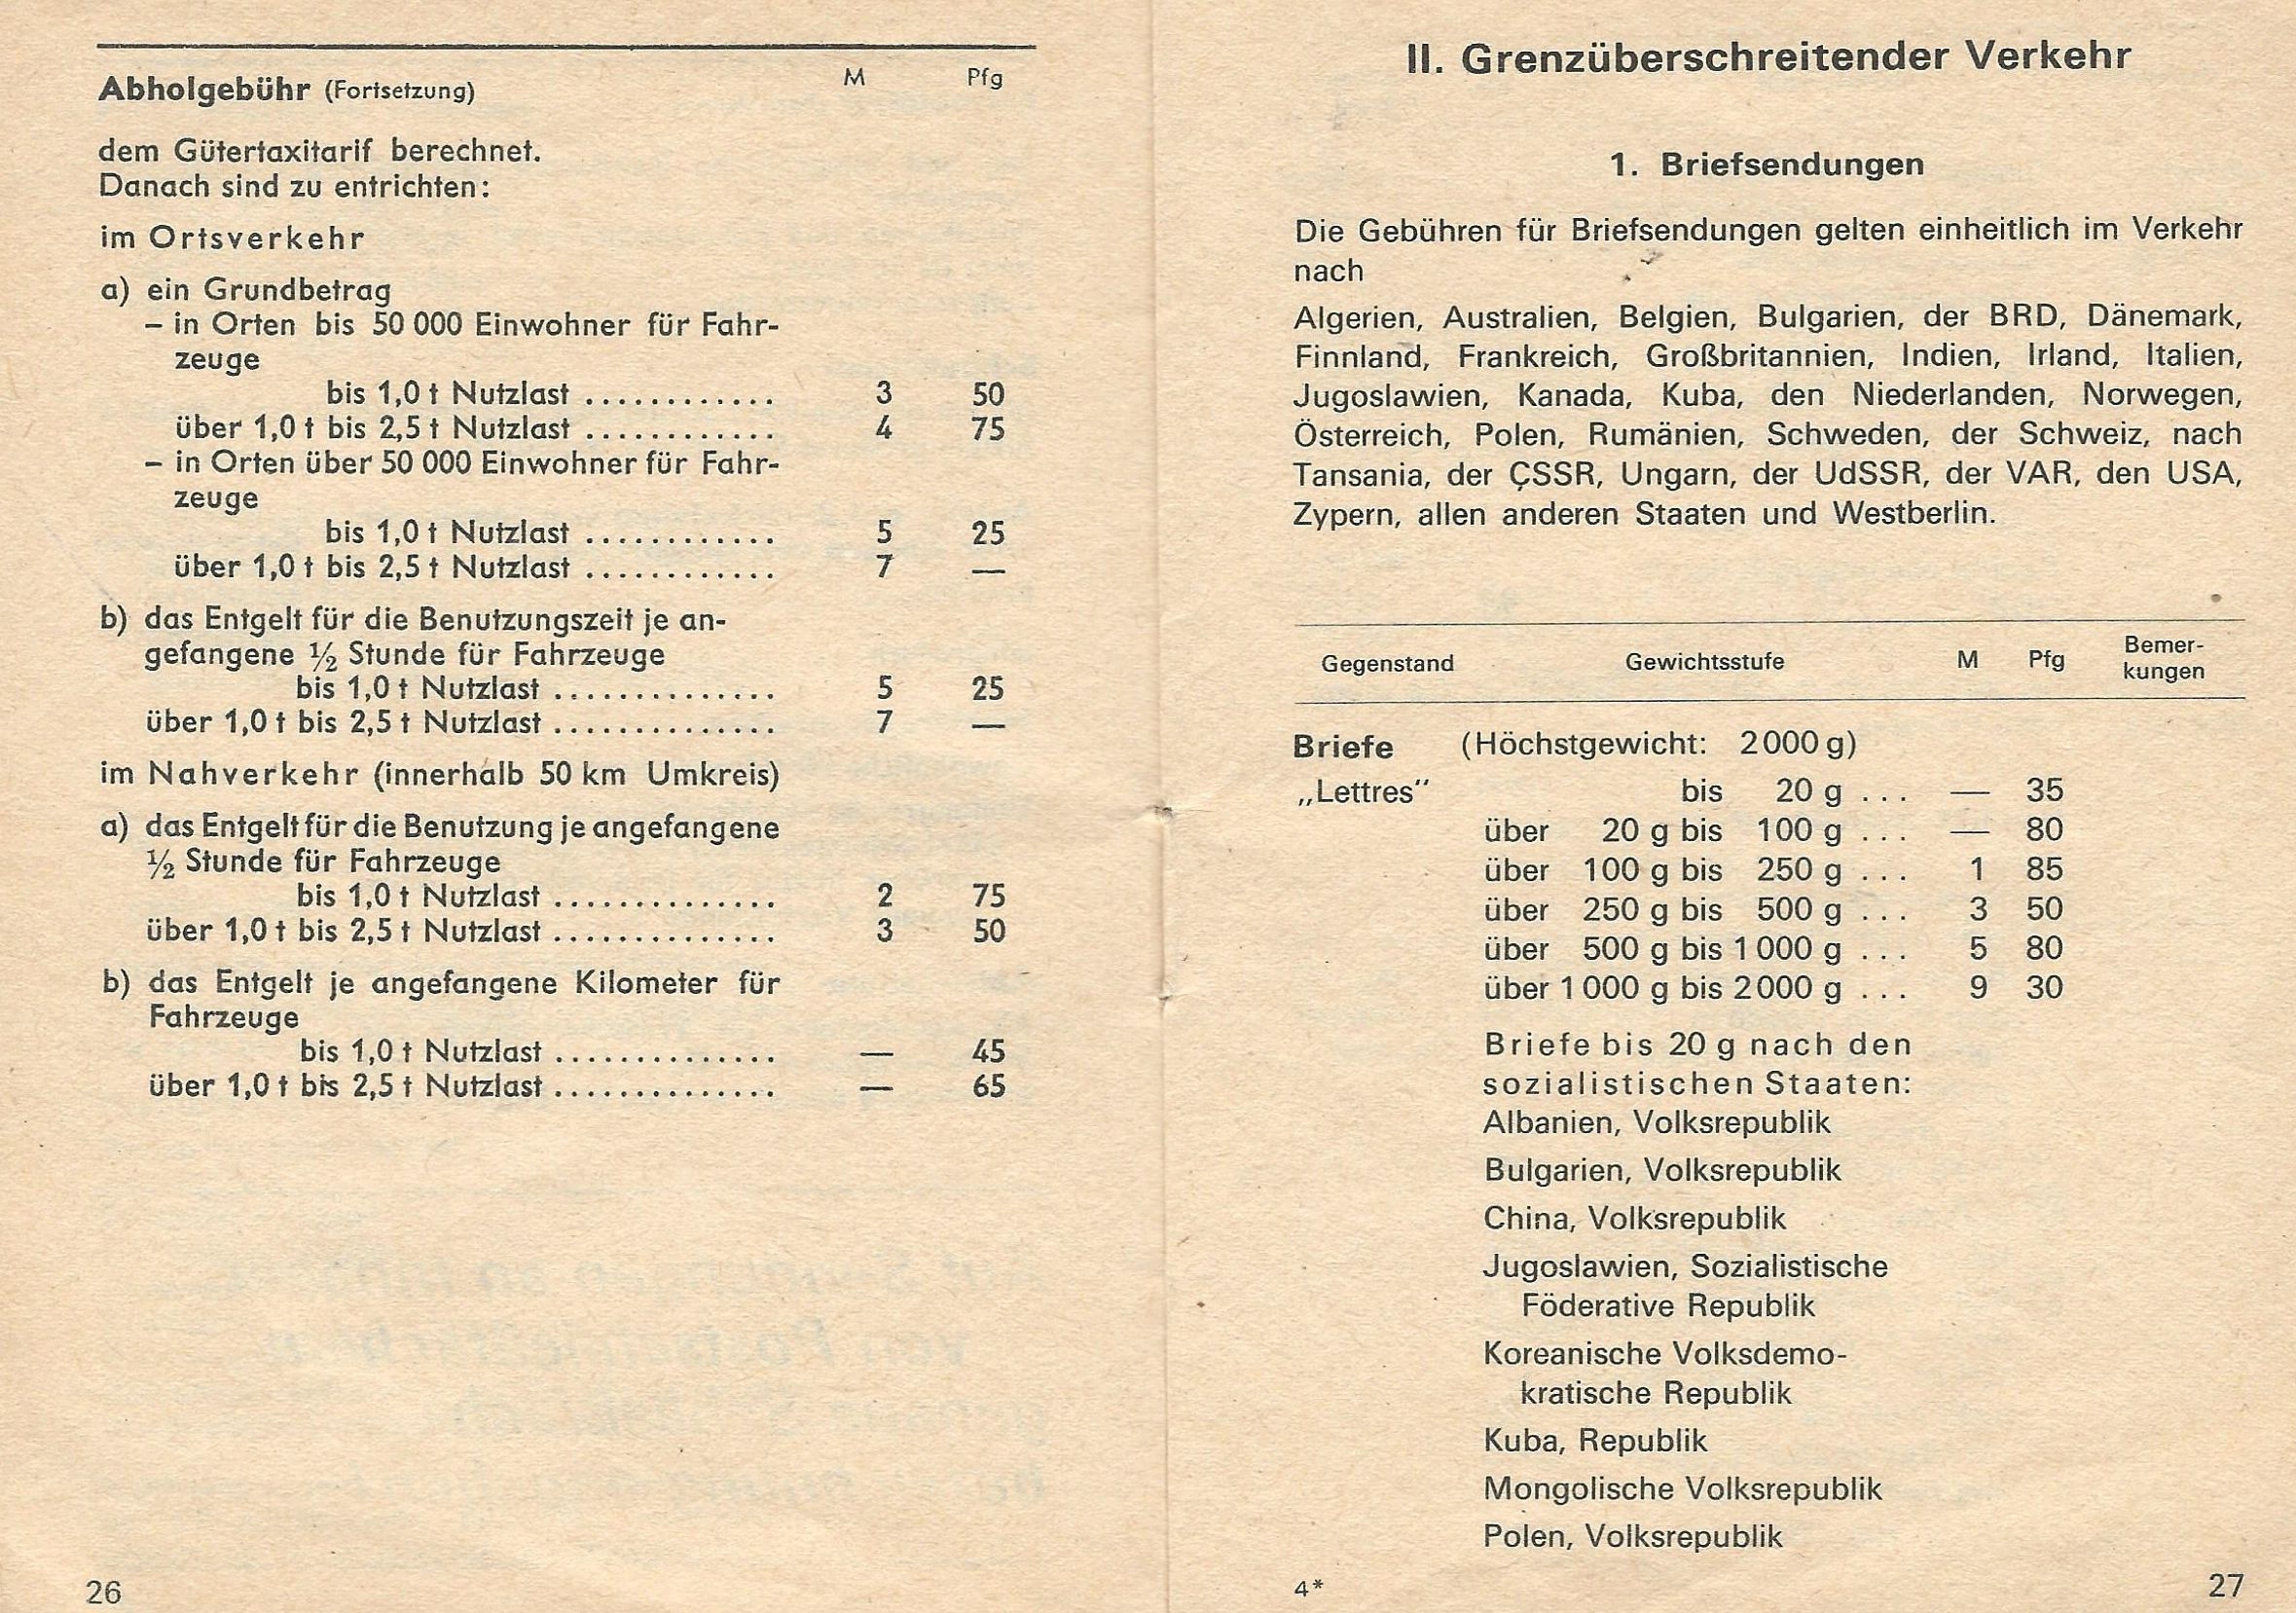 Abholgebühr (Fortsetzung) M Pfg
dem Gütertaxitarif berechnet.
Danach sind zu entrichten:
im Ortsverkehr
a) ein Grundbetrag
– in Orten bis 50 000 Einwohner für Fahr-
zeuge
bis 1,0 t Nutzlast ............ 3 50
über 1,0 t bis 2,5 t Nutzlast ............ 4 75
– in Orten über 50 000 Einwohner für Fahr-
zeuge
bis 1,0 t Nutzlast ............ 5 25
über 1,0 t bis 2,5 t Nutzlast ............ 7 —
b) das Entgelt für die Benutzungszeit je an-
gefangene ½ Stunde für Fahrzeuge
bis 1,0 t Nutzlast .............. 5 25
über 1,0 t bis 2,5 t Nutzlast .............. 7 —
im Nahverkehr (innerhalb 50 km Umkreis)
a) das Entgelt für die Benutzung je angefangene
½ Stunde für Fahrzeuge
bis 1,0 t Nutzlast .............. 2 75
über 1,0 t bis 2,5 t Nutzlast .............. 3 50
b) das Entgelt je angefangene Kilometer für
Fahrzeuge
bis 1,0 t Nutzlast .............. — 45
über 1,0 t bis 2,5 t Nutzlast .............. — 65
26
II. Grenzüberschreitender Verkehr
1. Briefsendungen
Die Gebühren für Briefsendungen gelten einheitlich im Verkehr
nach
Algerien, Australien, Belgien, Bulgarien, der BRD, Dänemark,
Finnland, Frankreich, Großbritannien, Indien, Irland, Italien,
Jugoslawien, Kanada, Kuba, den Niederlanden, Norwegen,
Österreich, Polen, Rumänien, Schweden, der Schweiz, nach
Tansania, der ÇSSR, Ungarn, der UdSSR, der VAR, den USA,
Zypern, allen anderen Staaten und Westberlin.
Gegenstand Gewichtsstufe M Pfg Bemer-
kungen
Briefe (Höchstgewicht: 2 000 g)
„Lettres“ bis 20 g ... — 35
über 20 g bis 100 g ... — 80
über 100 g bis 250 g ... 1 85
über 250 g bis 500 g ... 3 50
über 500 g bis 1 000 g ... 5 80
über 1 000 g bis 2 000 g ... 9 30
Briefe bis 20 g nach den
sozialistischen Staaten:
Albanien, Volksrepublik
Bulgarien, Volksrepublik
China, Volksrepublik
Jugoslawien, Sozialistische
Föderative Republik
Koreanische Volksdemo-
kratische Republik
Kuba, Republik
Mongolische Volksrepublik
Polen, Volksrepublik
4* 27